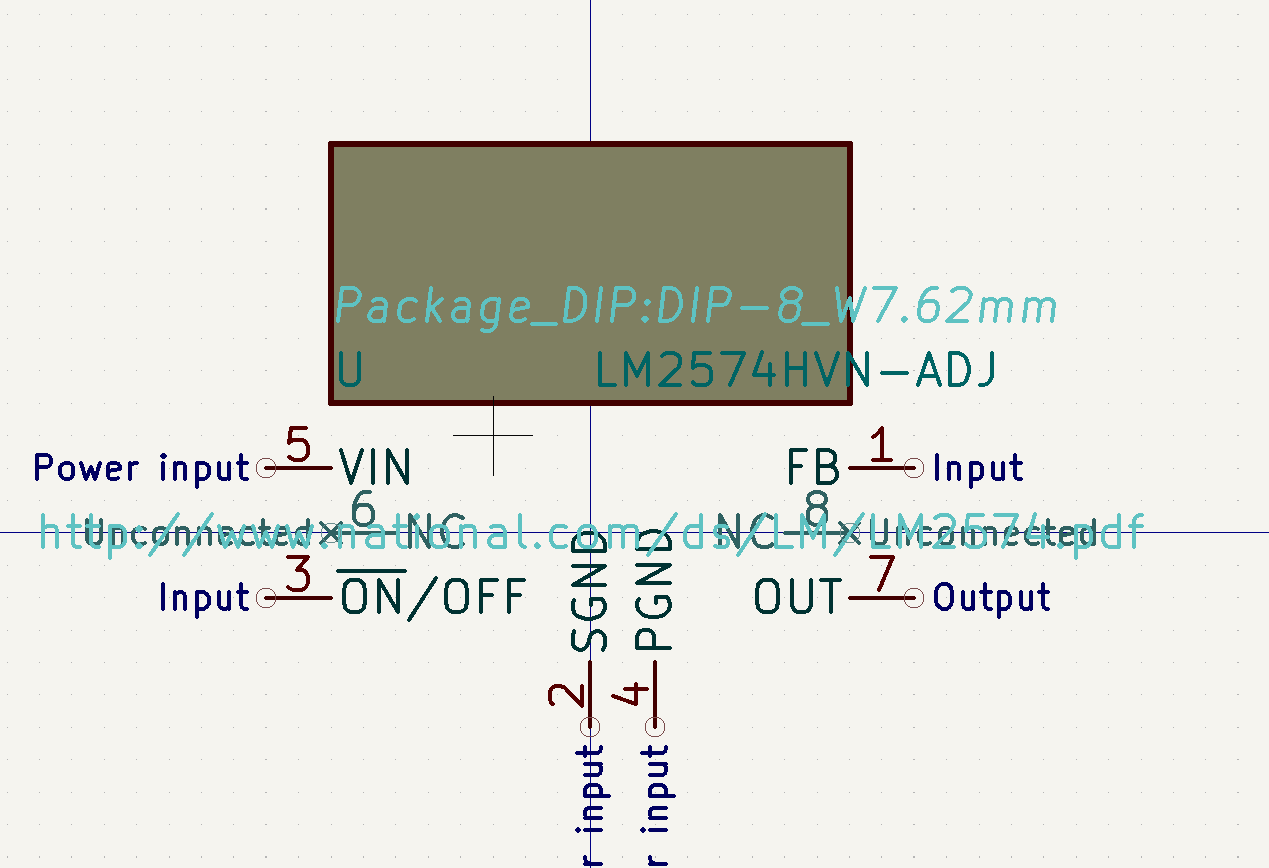 Package_DIP:DIP-8_W7.62mm
U LM2574HVN-ADJ
Power input 5 VIN FB 1 Input
6 8
Unconnected NC NC Unconnected
http://www.national.com/ds/LM/LM2574.pdf
Input 3 ON/OFF OUT 7 Output
SGND PGND
2 4
r input r input